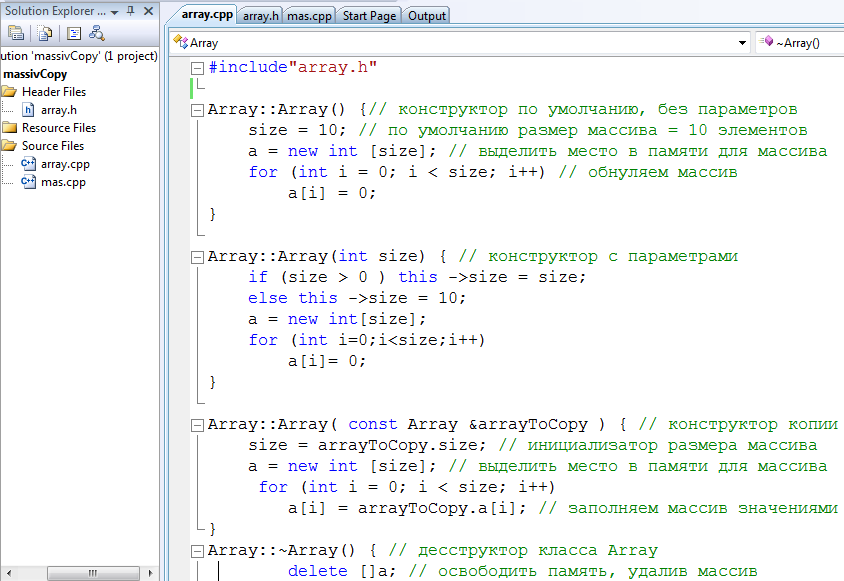 Solution Explorer ...
array.cpp array.h mas.cpp Start Page Output
Array ~Array()
ution 'massivCopy' (1 project)
massivCopy
Header Files
array.h
Resource Files
Source Files
array.cpp
mas.cpp
#include"array.h"
Array::Array() {// конструктор по умолчанию, без параметров
size = 10; // по умолчанию размер массива = 10 элементов
a = new int [size]; // выделить место в памяти для массива
for (int i = 0; i < size; i++) // обнуляем массив
a[i] = 0;
}
Array::Array(int size) { // конструктор с параметрами
if (size > 0 ) this ->size = size;
else this ->size = 10;
a = new int[size];
for (int i=0;i<size;i++)
a[i]= 0;
}
Array::Array( const Array &arrayToCopy ) { // конструктор копии
size = arrayToCopy.size; // инициализатор размера массива
a = new int [size]; // выделить место в памяти для массива
for (int i = 0; i < size; i++)
a[i] = arrayToCopy.a[i]; // заполняем массив значениями
}
Array::~Array() { // десструктор класса Array
delete []a; // освободить память, удалив массив